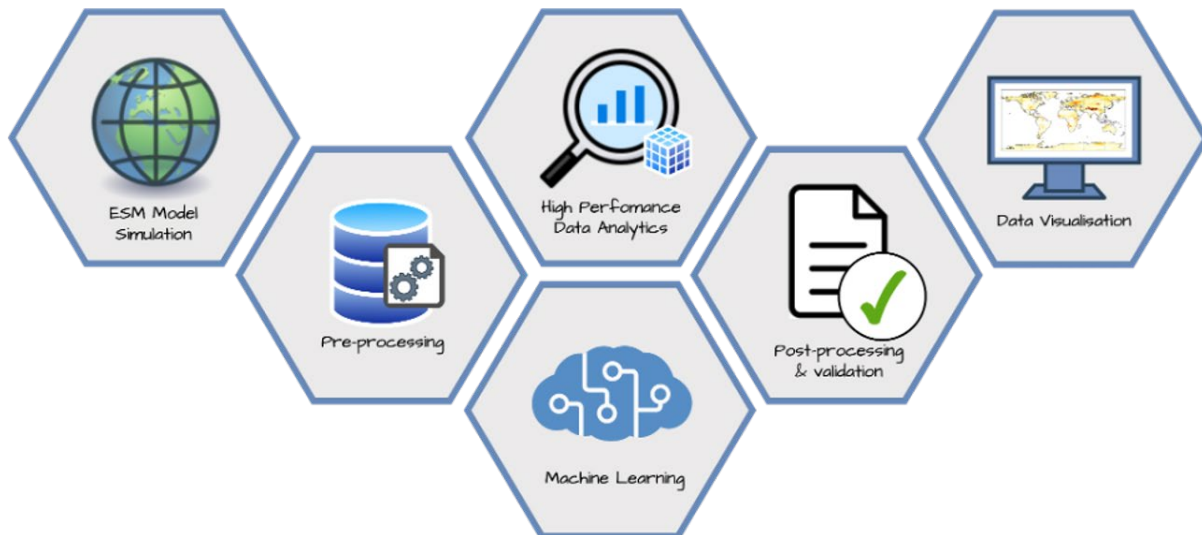 ESM Model
Simulation
Pre-processing
High Perfomance
Data Analytics
Machine Learning
Post-processing
& validation
Data Visualisation